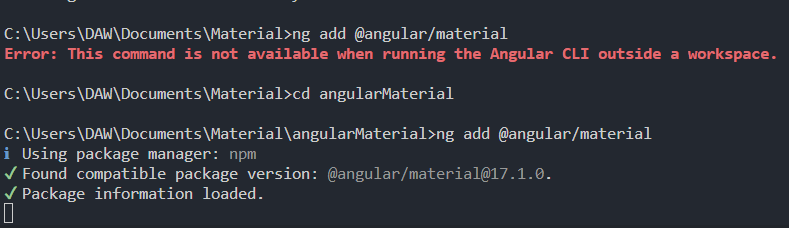 C:\Users\DAW\Documents\Material>ng add @angular/material
Error: This command is not available when running the Angular CLI outside a workspace.
C:\Users\DAW\Documents\Material>cd angularMaterial
C:\Users\DAW\Documents\Material\angularMaterial>ng add @angular/material
ℹ Using package manager: npm
✓ Found compatible package version: @angular/material@17.1.0.
✓ Package information loaded.